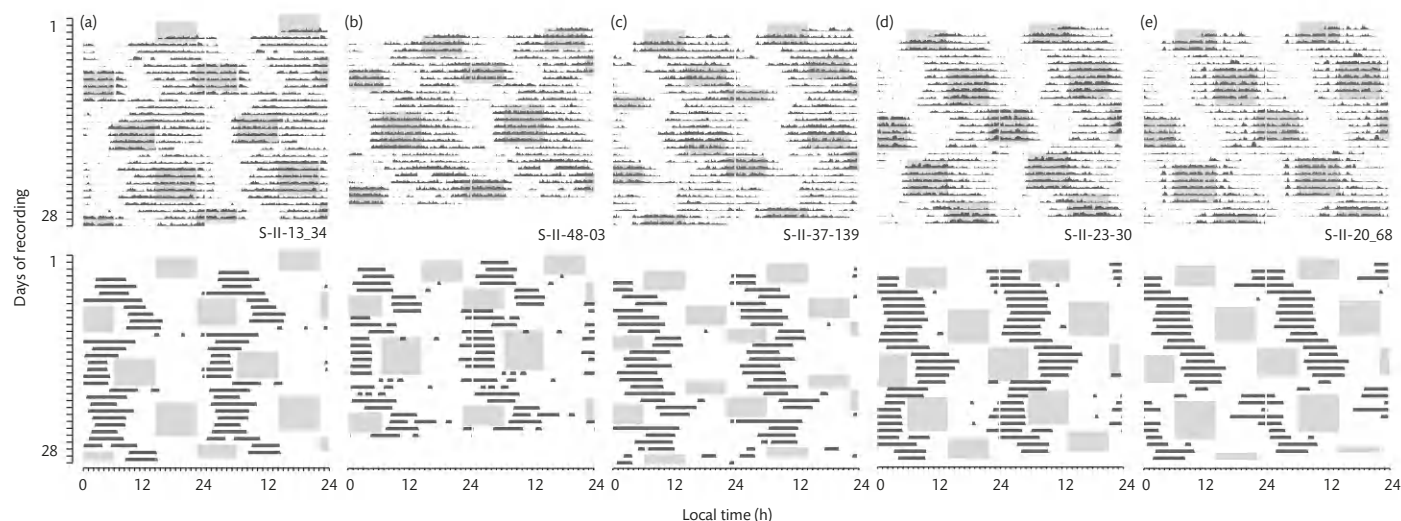 (a) (b) (c) (d) (e)
1
28
S-II-13_34 S-II-48-03 S-II-37-139 S-II-23-30 S-II-20_68
Days of recording
1
28
0 12 24 12 24 0 12 24 12 24 0 12 24 12 24 0 12 24 12 24 0 12 24 12 24
Local time (h)